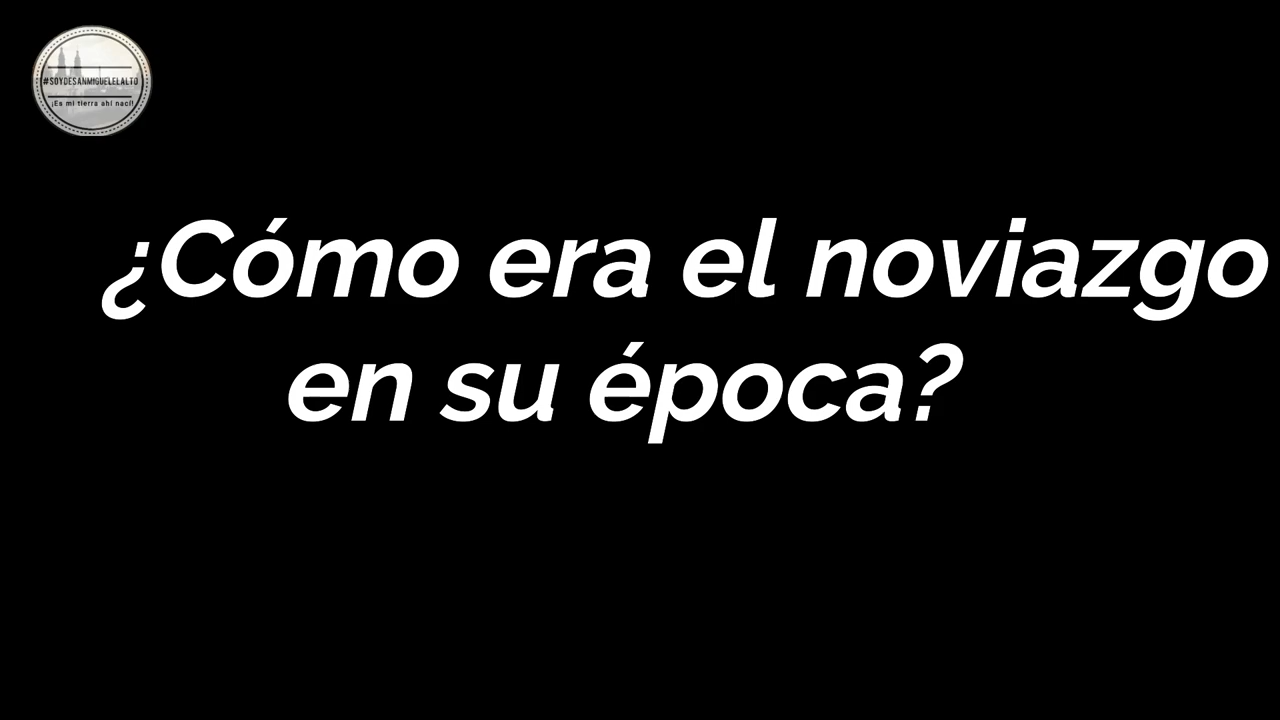 #SOYDESANMIGUELELALTO
¡Es mi tierra ahí nací!
¿Cómo era el noviazgo
en su época?